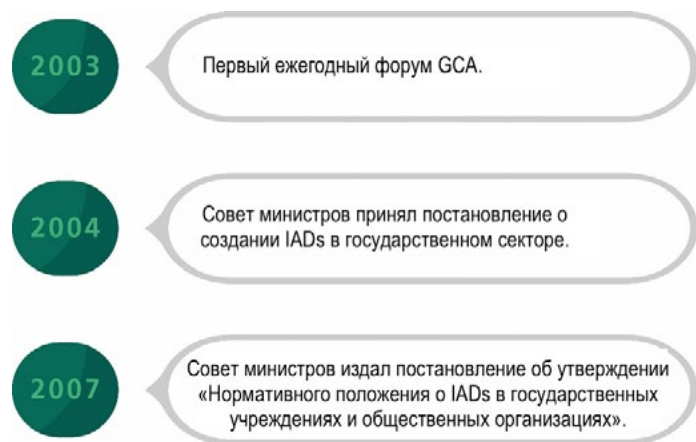 2003
Первый ежегодный форум GCA.
2004
Совет министров принял постановление о
создании IADs в государственном секторе.
2007
Совет министров издал постановление об утверждении
«Нормативного положения о IADs в государственных
учреждениях и общественных организациях».